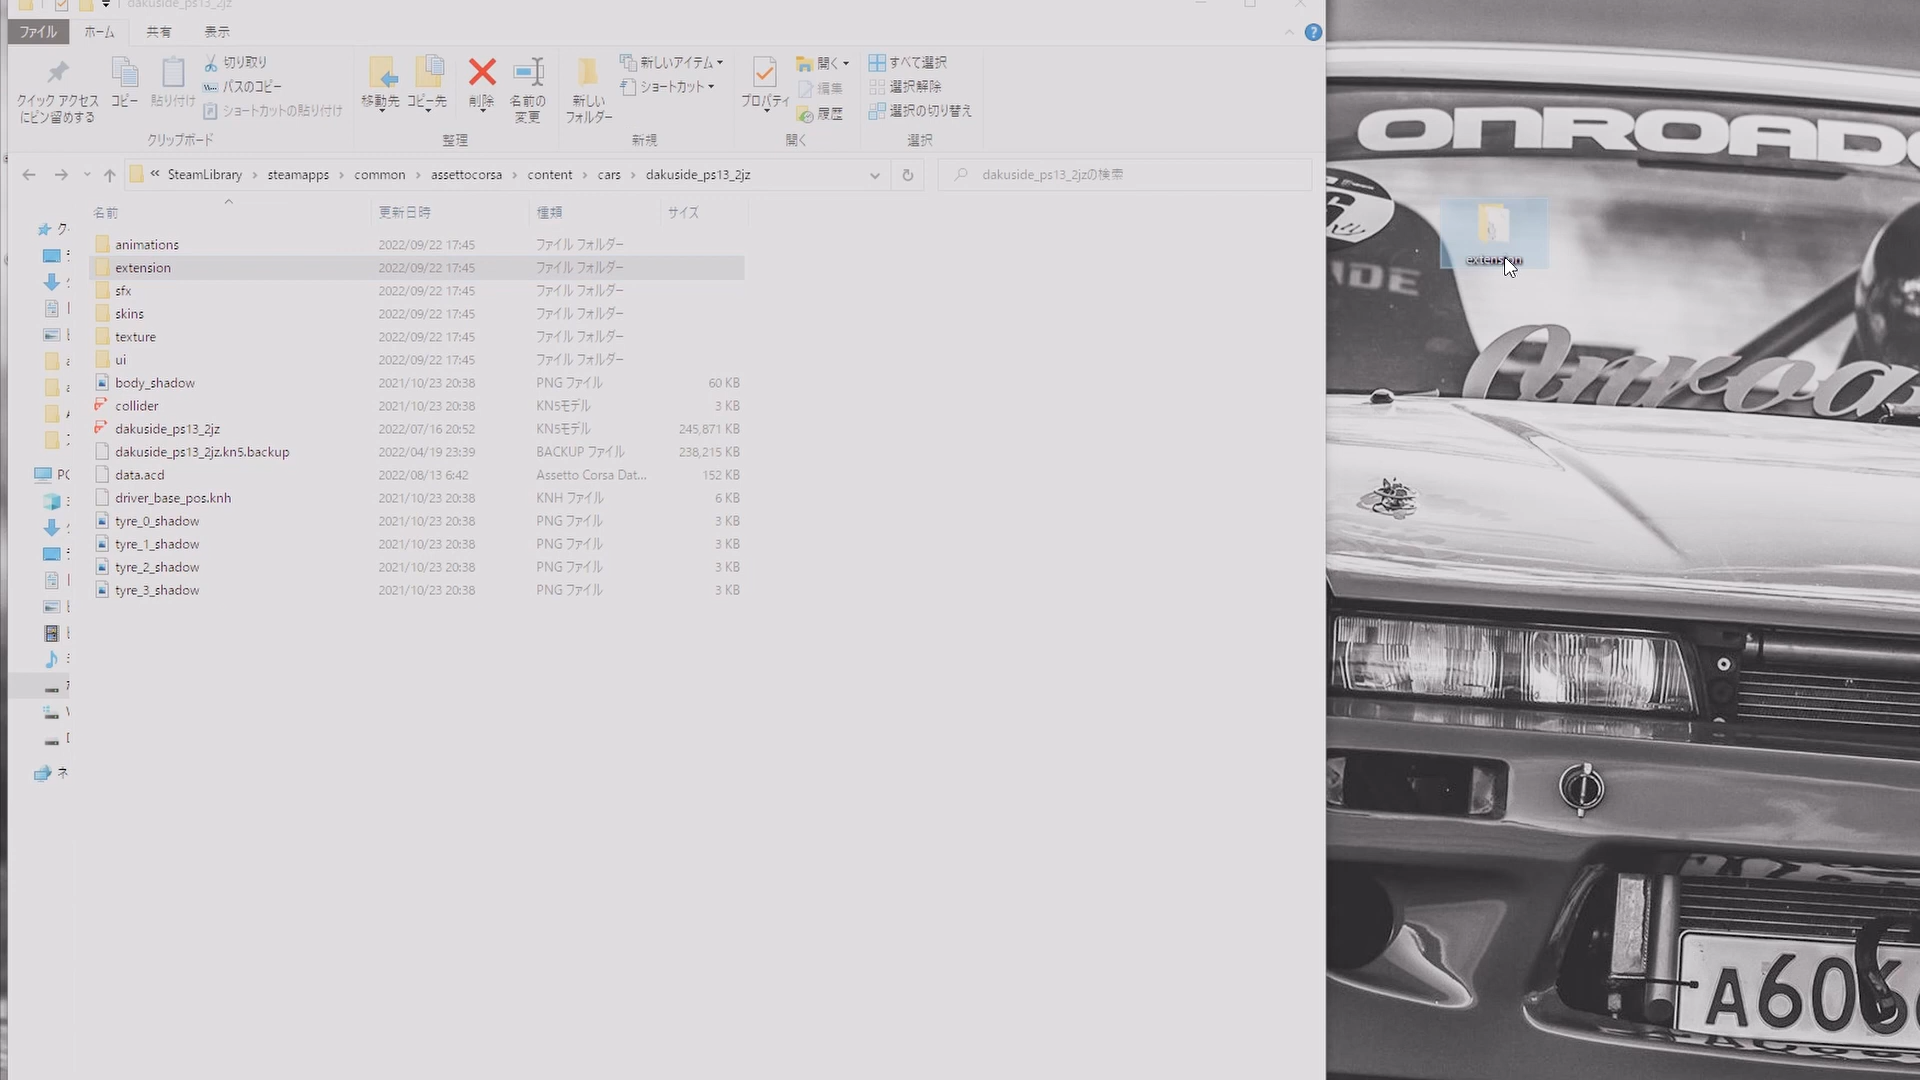 dakuside_ps13_2jz
ファイル ホーム 共有 表示
クイック アクセス
にピン留めする
コピー
貼り付け
切り取り
パスのコピー
ショートカットの貼り付け
クリップボード
移動先
コピー先
削除
名前の
変更
整理
新しい
フォルダー
新しいアイテム
ショートカット
新規
プロパティ
開く
編集
履歴
開く
すべて選択
選択解除
選択の切り替え
選択
« SteamLibrary › steamapps › common › assettocorsa › content › cars › dakuside_ps13_2jz
dakuside_ps13_2jzの検索
名前 更新日時 種類 サイズ
animations 2022/09/22 17:45 ファイル フォルダー
extension 2022/09/22 17:45 ファイル フォルダー
sfx 2022/09/22 17:45 ファイル フォルダー
skins 2022/09/22 17:45 ファイル フォルダー
texture 2022/09/22 17:45 ファイル フォルダー
ui 2022/09/22 17:45 ファイル フォルダー
body_shadow 2021/10/23 20:38 PNG ファイル 60 KB
collider 2021/10/23 20:38 KN5モデル 3 KB
dakuside_ps13_2jz 2022/07/16 20:52 KN5モデル 245,871 KB
dakuside_ps13_2jz.kn5.backup 2022/04/19 23:39 BACKUP ファイル 238,215 KB
data.acd 2022/08/13 6:42 Assetto Corsa Dat... 152 KB
driver_base_pos.knh 2021/10/23 20:38 KNH ファイル 6 KB
tyre_0_shadow 2021/10/23 20:38 PNG ファイル 3 KB
tyre_1_shadow 2021/10/23 20:38 PNG ファイル 3 KB
tyre_2_shadow 2021/10/23 20:38 PNG ファイル 3 KB
tyre_3_shadow 2021/10/23 20:38 PNG ファイル 3 KB
ク
PC
ネ
ONROAD
extension
IDE
Onroa
A606